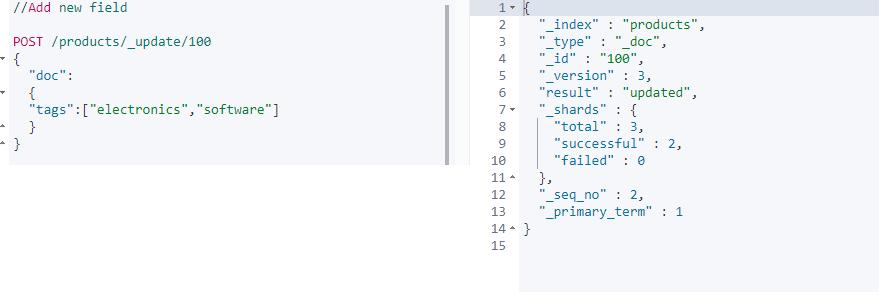 //Add new field
POST /products/_update/100
{
"doc":
{
"tags":["electronics","software"]
}
}
1 {
2 "_index" : "products",
3 "_type" : "_doc",
4 "_id" : "100",
5 "_version" : 3,
6 "result" : "updated",
7 "_shards" : {
8 "total" : 3,
9 "successful" : 2,
10 "failed" : 0
11 },
12 "_seq_no" : 2,
13 "_primary_term" : 1
14 }
15